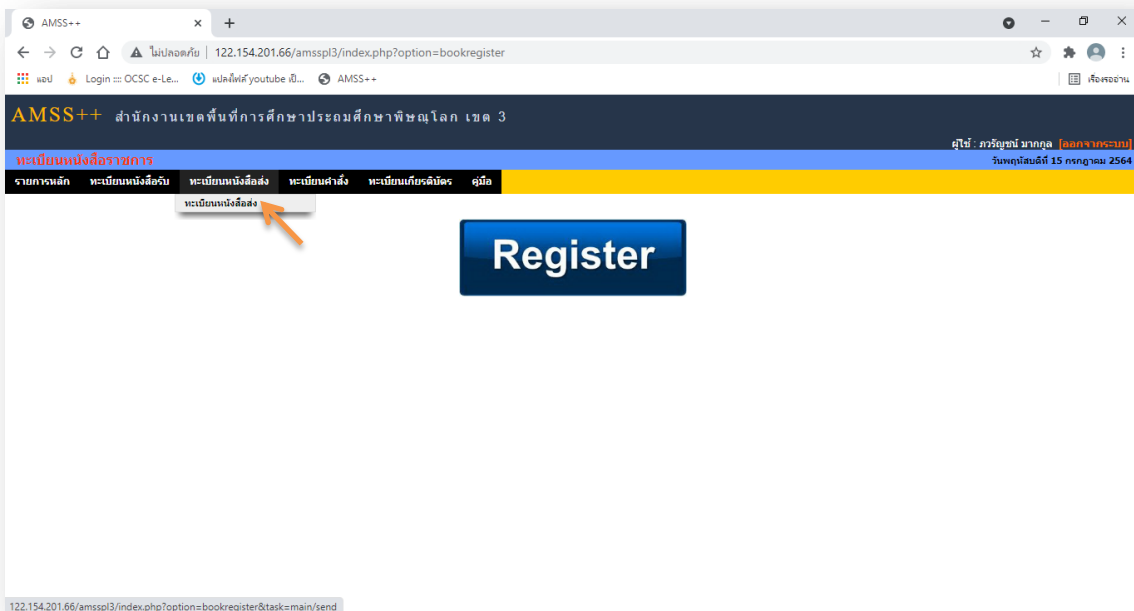 AMSS++
ไม่ปลอดภัย | 122.154.201.66/amsspl3/index.php?option=bookregister
แอป Login :::: OCSC e-Le... แปลงไฟล์ youtube เป็... AMSS++ เรื่องรออ่าน
AMSS++ สำนักงานเขตพื้นที่การศึกษาประถมศึกษาพิษณุโลก เขต 3
ผู้ใช้ : ภวรัญชน์ มากกูล [ออกจากระบบ]
ทะเบียนหนังสือราชการ วันพฤหัสบดีที่ 15 กรกฎาคม 2564
รายการหลัก ทะเบียนหนังสือรับ ทะเบียนหนังสือส่ง ทะเบียนคำสั่ง ทะเบียนเกียรติบัตร คู่มือ
ทะเบียนหนังสือส่ง
Register
122.154.201.66/amsspl3/index.php?option=bookregister&task=main/send